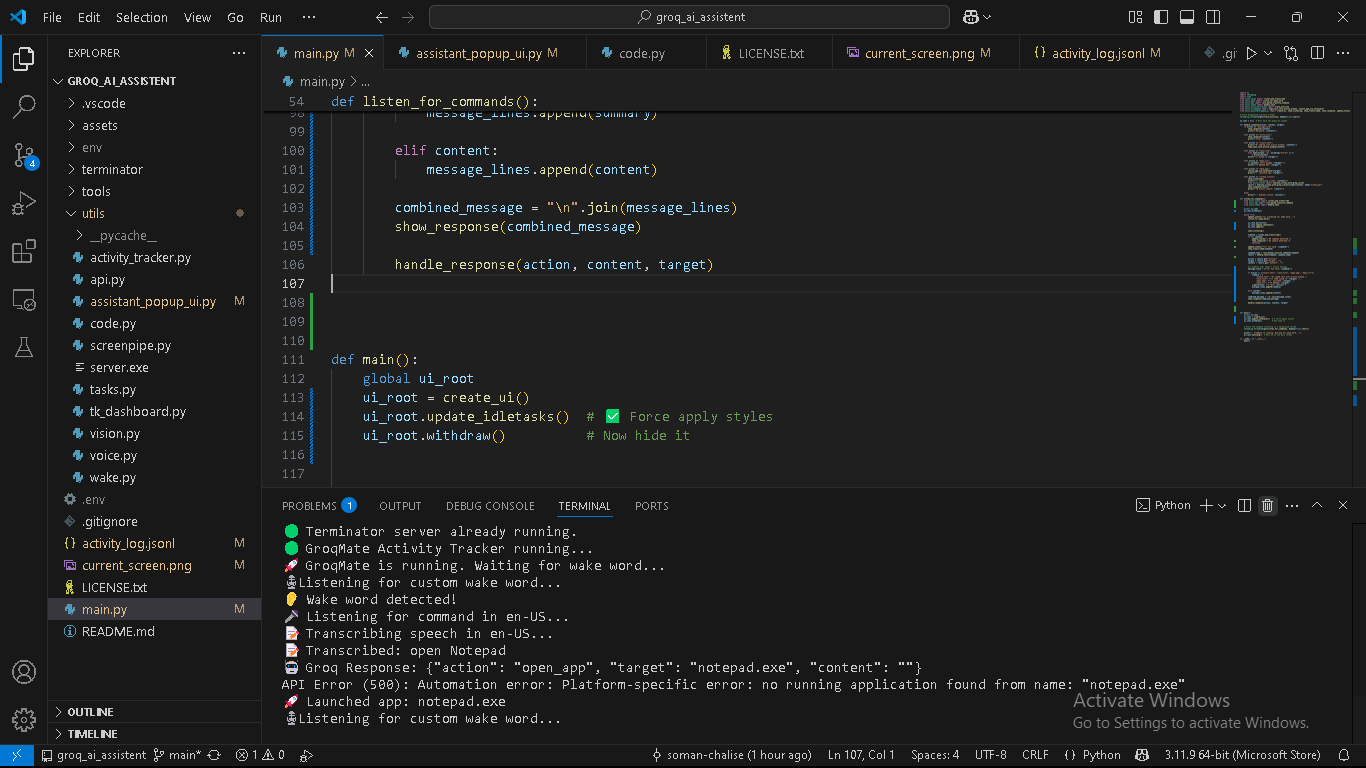 File Edit Selection View Go Run ··· groq_ai_assistent
EXPLORER ···
GROQ_AI_ASSISTENT
.vscode
assets
env
terminator
tools
utils
__pycache__
activity_tracker.py
api.py
assistant_popup_ui.py M
code.py
screenpipe.py
server.exe
tasks.py
tk_dashboard.py
vision.py
voice.py
wake.py
.env
.gitignore
activity_log.jsonl M
current_screen.png M
LICENSE.txt
main.py M
README.md
OUTLINE
TIMELINE
main.py M assistant_popup_ui.py M code.py LICENSE.txt current_screen.png M activity_log.jsonl M .gi
main.py > ...
54 def listen_for_commands():
98 message_lines.append(summary)
99
100 elif content:
101 message_lines.append(content)
102
103 combined_message = "\n".join(message_lines)
104 show_response(combined_message)
105
106 handle_response(action, content, target)
107
108
109
110
111 def main():
112 global ui_root
113 ui_root = create_ui()
114 ui_root.update_idletasks() # ✅ Force apply styles
115 ui_root.withdraw() # Now hide it
116
117
PROBLEMS 1 OUTPUT DEBUG CONSOLE TERMINAL PORTS Python
🟢 Terminator server already running.
🟢 GroqMate Activity Tracker running...
🚀 GroqMate is running. Waiting for wake word...
🎙Listening for custom wake word...
👂 Wake word detected!
🎤 Listening for command in en-US...
📝 Transcribing speech in en-US...
📝 Transcribed: open Notepad
🤖 Groq Response: {"action": "open_app", "target": "notepad.exe", "content": ""}
API Error (500): Automation error: Platform-specific error: no running application found from name: "notepad.exe"
🚀 Launched app: notepad.exe
🎙Listening for custom wake word...
Activate Windows
Go to Settings to activate Windows.
groq_ai_assistent main* 1 0 soman-chalise (1 hour ago) Ln 107, Col 1 Spaces: 4 UTF-8 CRLF {} Python 3.11.9 64-bit (Microsoft Store)
4